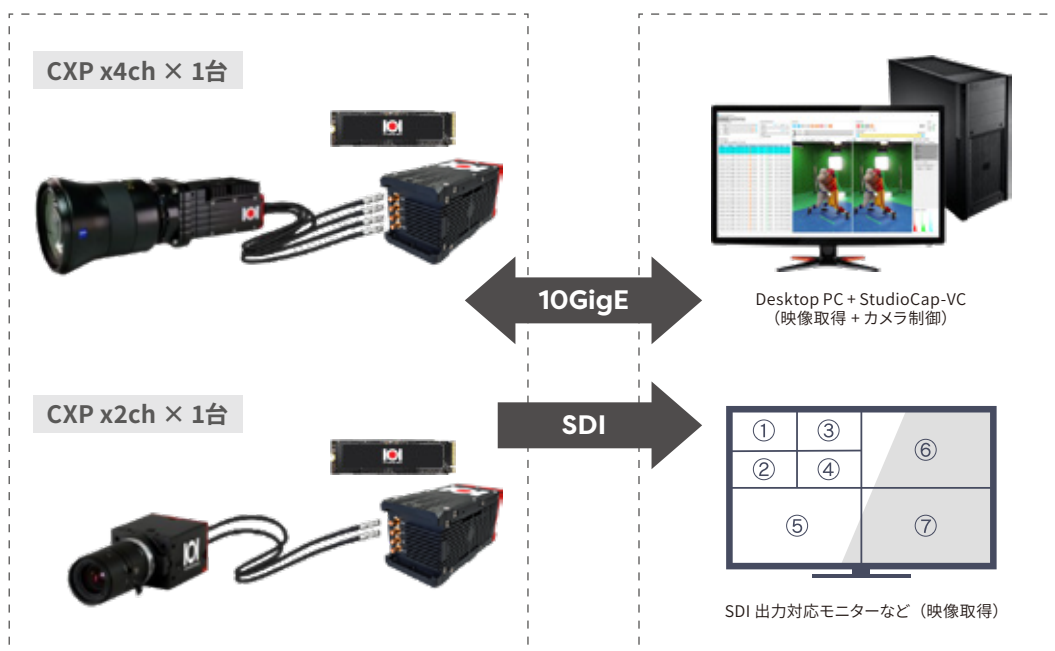 CXP x4ch × 1台
10GigE
Desktop PC + StudioCap-VC
（映像取得 + カメラ制御）
CXP x2ch × 1台
SDI
① ③
② ④
⑥
⑤ ⑦
SDI 出力対応モニターなど（映像取得）